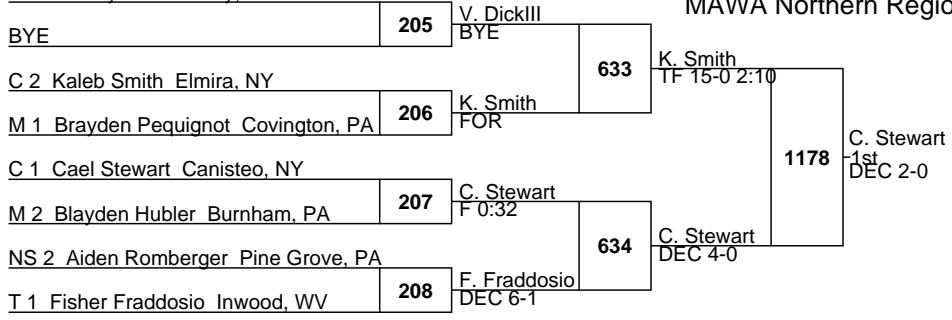 MAWA Northern Regio
205
V. DickIII
BYE
BYE
633
K. Smith
TF 15-0 2:10
C 2 Kaleb Smith Elmira, NY
206
K. Smith
FOR
M 1 Brayden Pequignot Covington, PA
1178
C. Stewart
1st
DEC 2-0
C 1 Cael Stewart Canisteo, NY
207
C. Stewart
F 0:32
M 2 Blayden Hubler Burnham, PA
634
C. Stewart
DEC 4-0
NS 2 Aiden Romberger Pine Grove, PA
208
F. Fraddosio
DEC 6-1
T 1 Fisher Fraddosio Inwood, WV